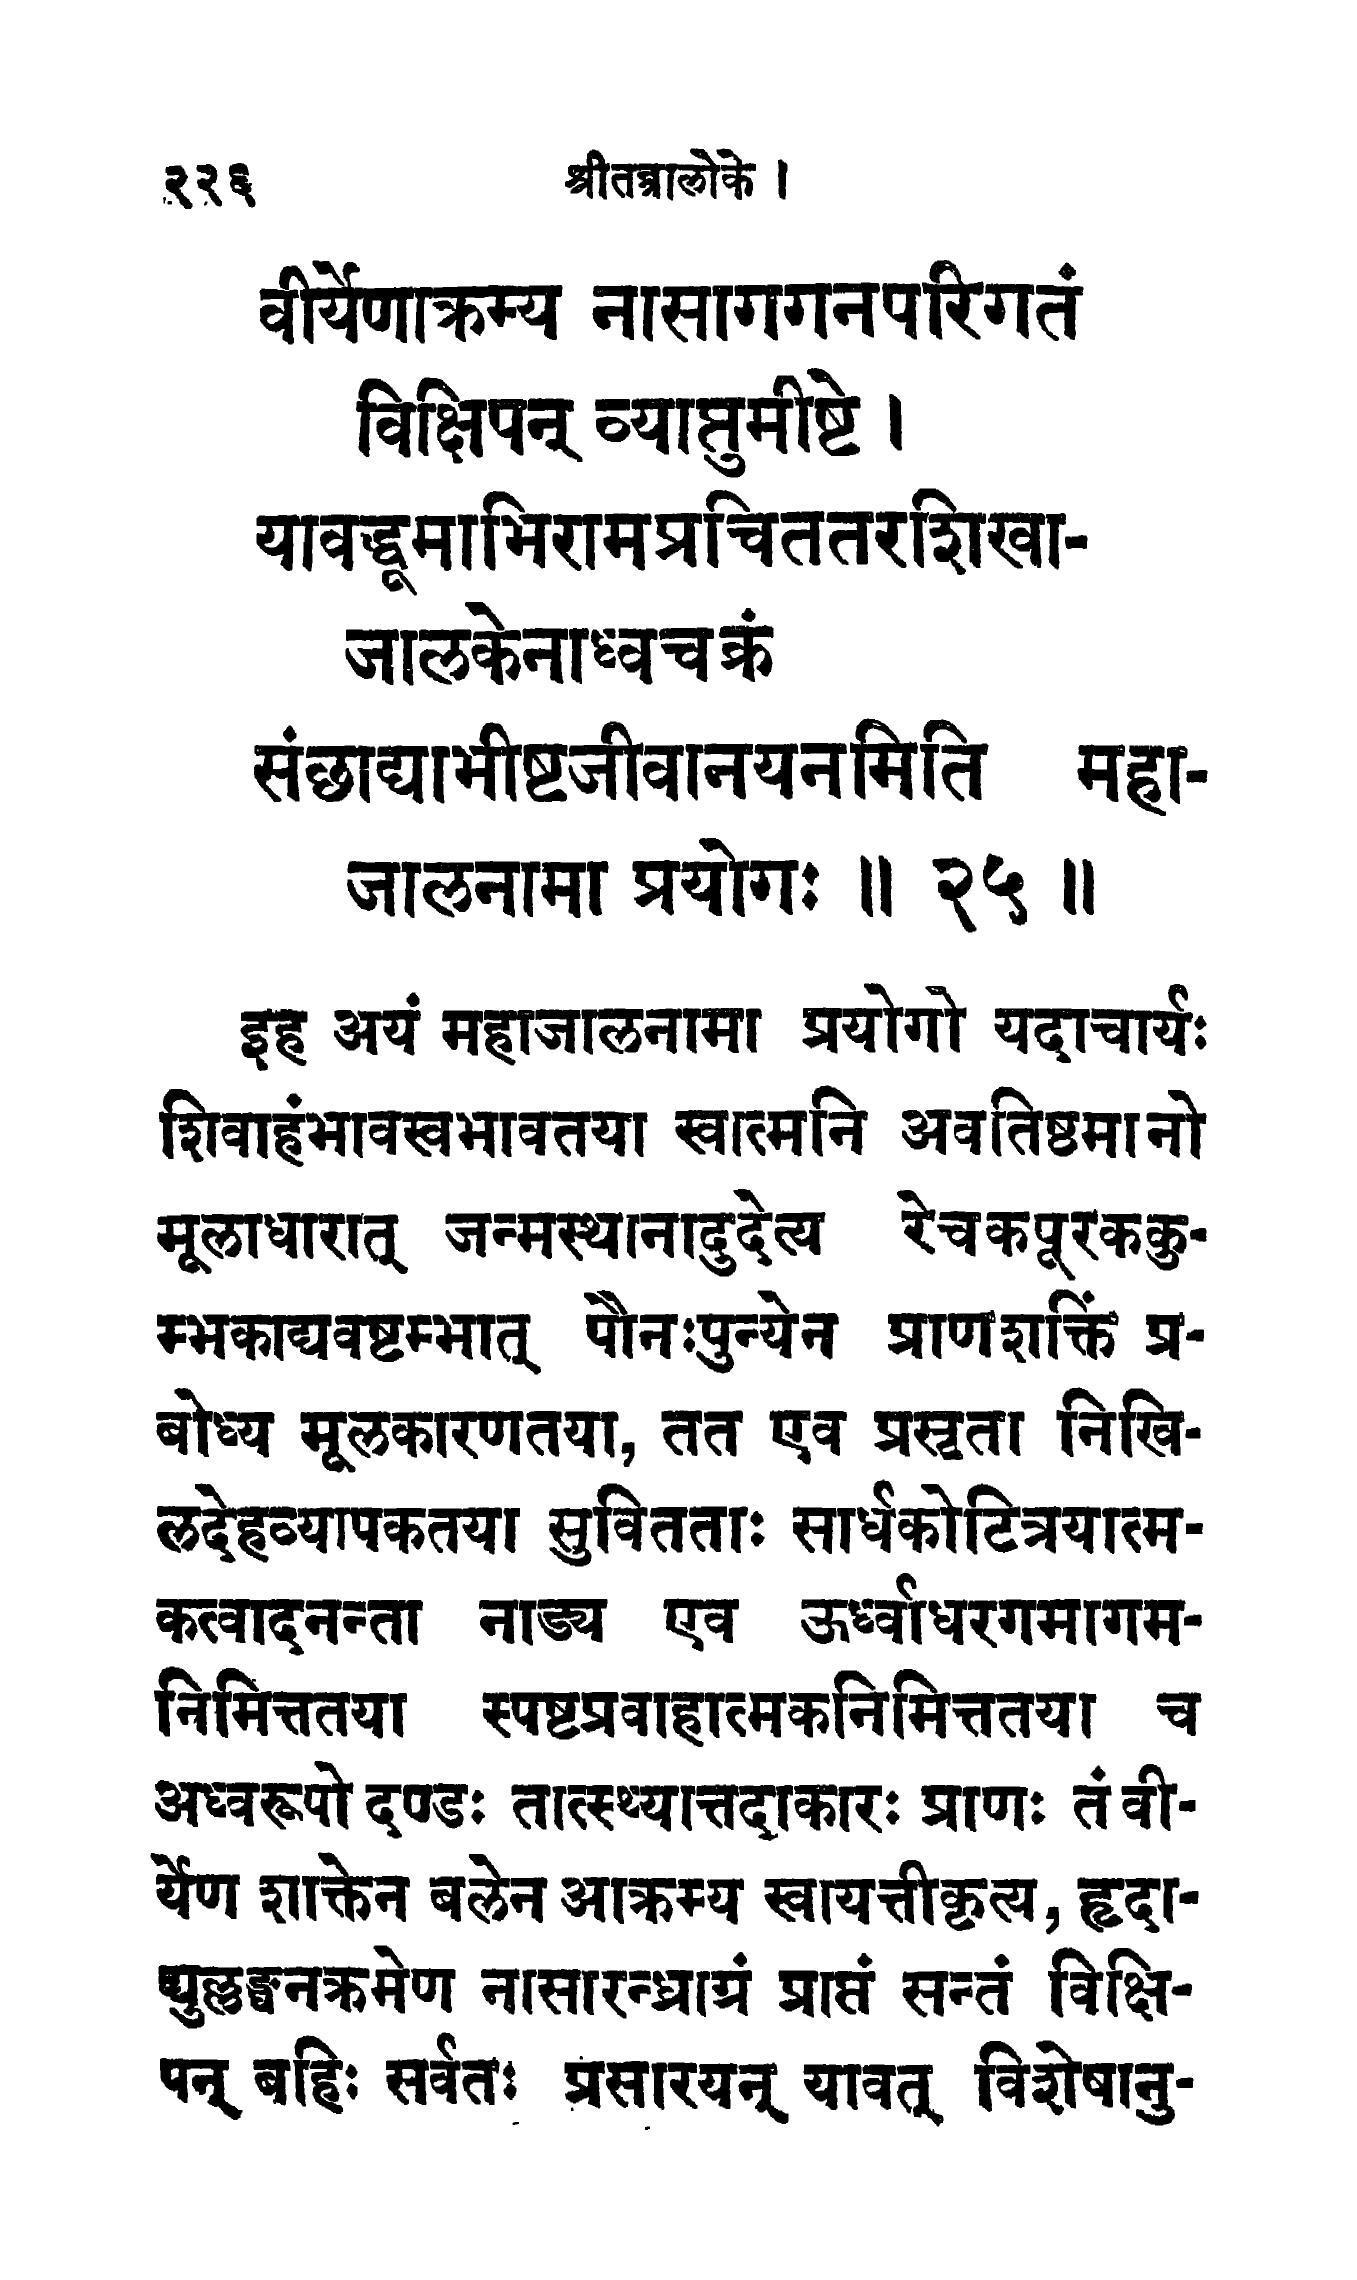 २२६ श्रीतन्त्रालोके ।
वीर्येणाक्रम्य नासागगनपरिगतं
विक्षिपन् व्याप्तुमीष्टे ।
यावद्धूमाभिरामप्रचिततरशिखा-
जालकेनाध्वचक्रं
संछाद्याभीष्टजीवानयनमिति महा-
जालनामा प्रयोगः ॥ २५ ॥
इह अयं महाजालनामा प्रयोगो यदाचार्यः
शिवाहंभावस्वभावतया स्वात्मनि अवतिष्ठमानो
मूलाधारात् जन्मस्थानादुदेत्य रेचकपूरककु-
म्भकाद्यवष्टम्भात् पौनःपुन्येन प्राणशक्तिं प्र-
बोध्य मूलकारणतया, तत एव प्रसृता निखि-
लदेहव्यापकतया सुवितताः सार्धकोटित्रयात्म-
कत्वादनन्ता नाड्य एव ऊर्ध्वाधरगमागम-
निमित्ततया स्पष्टप्रवाहात्मकनिमित्ततया च
अध्वरूपो दण्डः तात्स्थ्यात्तदाकारः प्राणः तं वी-
र्येण शाक्तेन बलेन आक्रम्य स्वायत्तीकृत्य, हृदा-
द्युल्लङ्घनक्रमेण नासारन्ध्राग्रं प्राप्तं सन्तं विक्षि-
पन् बहिः सर्वतः प्रसारयन् यावत् विशेषानु-